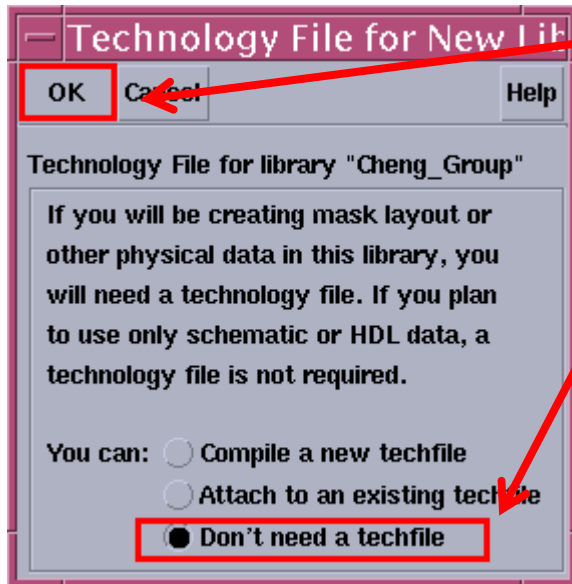 Technology File for New Lib
OK Cancel Help
Technology File for library "Cheng_Group"
If you will be creating mask layout or
other physical data in this library, you
will need a technology file. If you plan
to use only schematic or HDL data, a
technology file is not required.
You can: Compile a new techfile
Attach to an existing techfile
Don't need a techfile